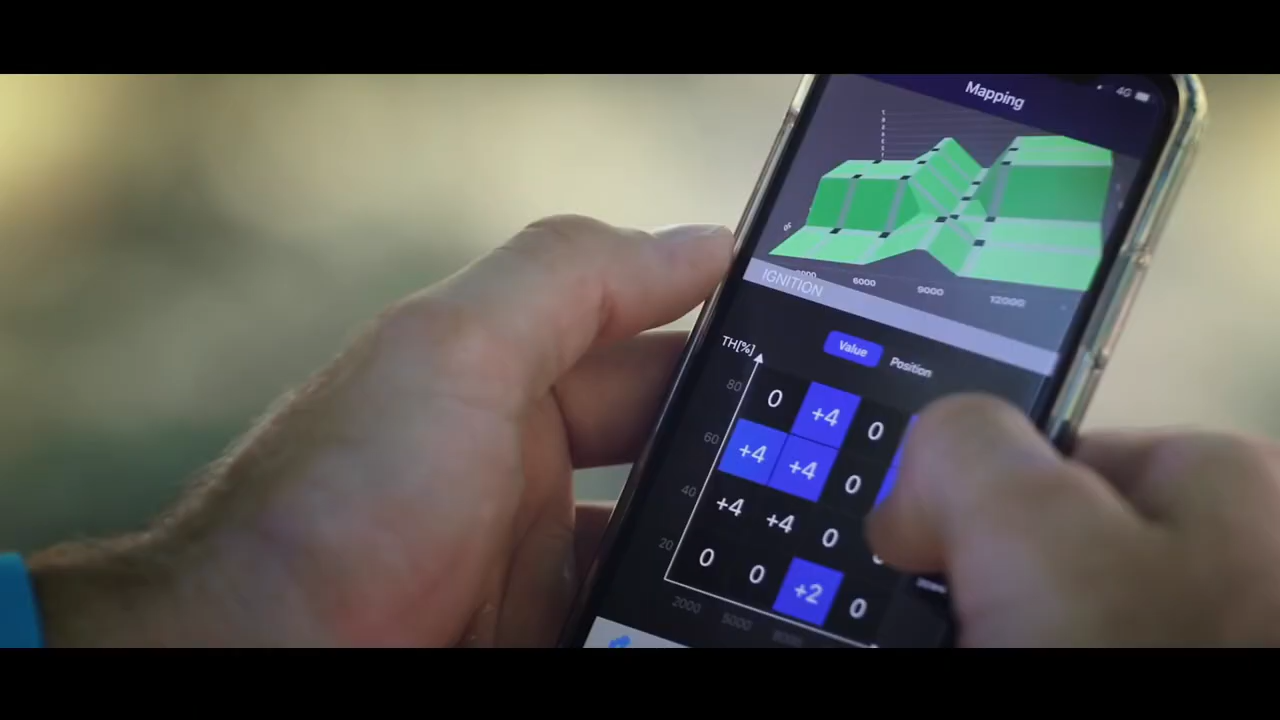 Mapping 4G
6000 9000 12000
IGNITION
Value Position
TH[%]
80 0 +4 0
60 +4 +4 0
40 +4 +4 0
20 0 0 +2 0
2000 5000